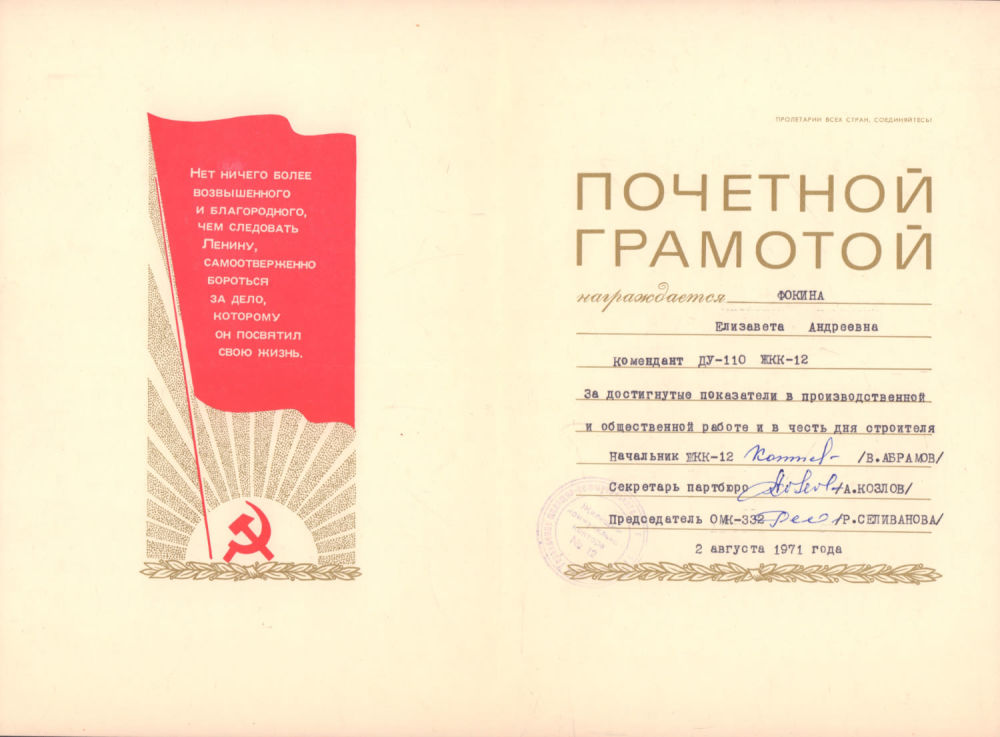 Нет ничего более
возвышенного
и благородного,
чем следовать
Ленину,
самоотверженно
бороться
за дело,
которому
он посвятил
свою жизнь.
ПРОЛЕТАРИИ ВСЕХ СТРАН, СОЕДИНЯЙТЕСЬ!
ПОЧЕТНОЙ
ГРАМОТОЙ
награждается ФОКИНА
Елизавета Андреевна
комендант ДУ-110 ЖКК-12
За достигнутые показатели в производственной
и общественной работе и в честь дня строителя
Начальник ЖКК-12 /В.АБРАМОВ/
Секретарь партбюро /А.КОЗЛОВ/
Председатель ОМК-332 /Р.СЕЛИВАНОВА/
2 августа 1971 года
№ 12